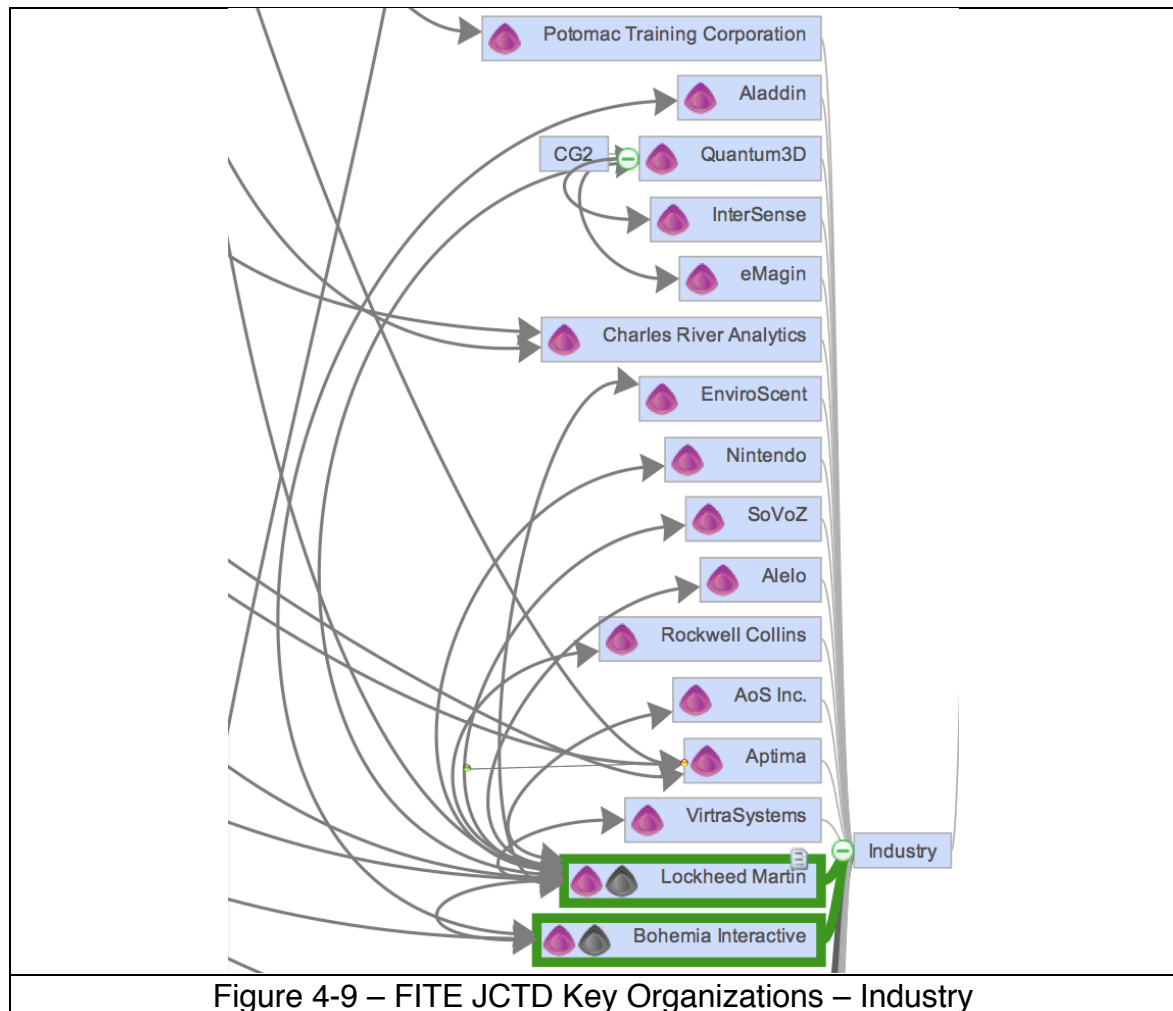 Potomac Training Corporation
Aladdin
CG2
Quantum3D
InterSense
eMagin
Charles River Analytics
EnviroScent
Nintendo
SoVoZ
Alelo
Rockwell Collins
AoS Inc.
Aptima
VirtraSystems
Industry
Lockheed Martin
Bohemia Interactive
Figure 4-9 – FITE JCTD Key Organizations – Industry